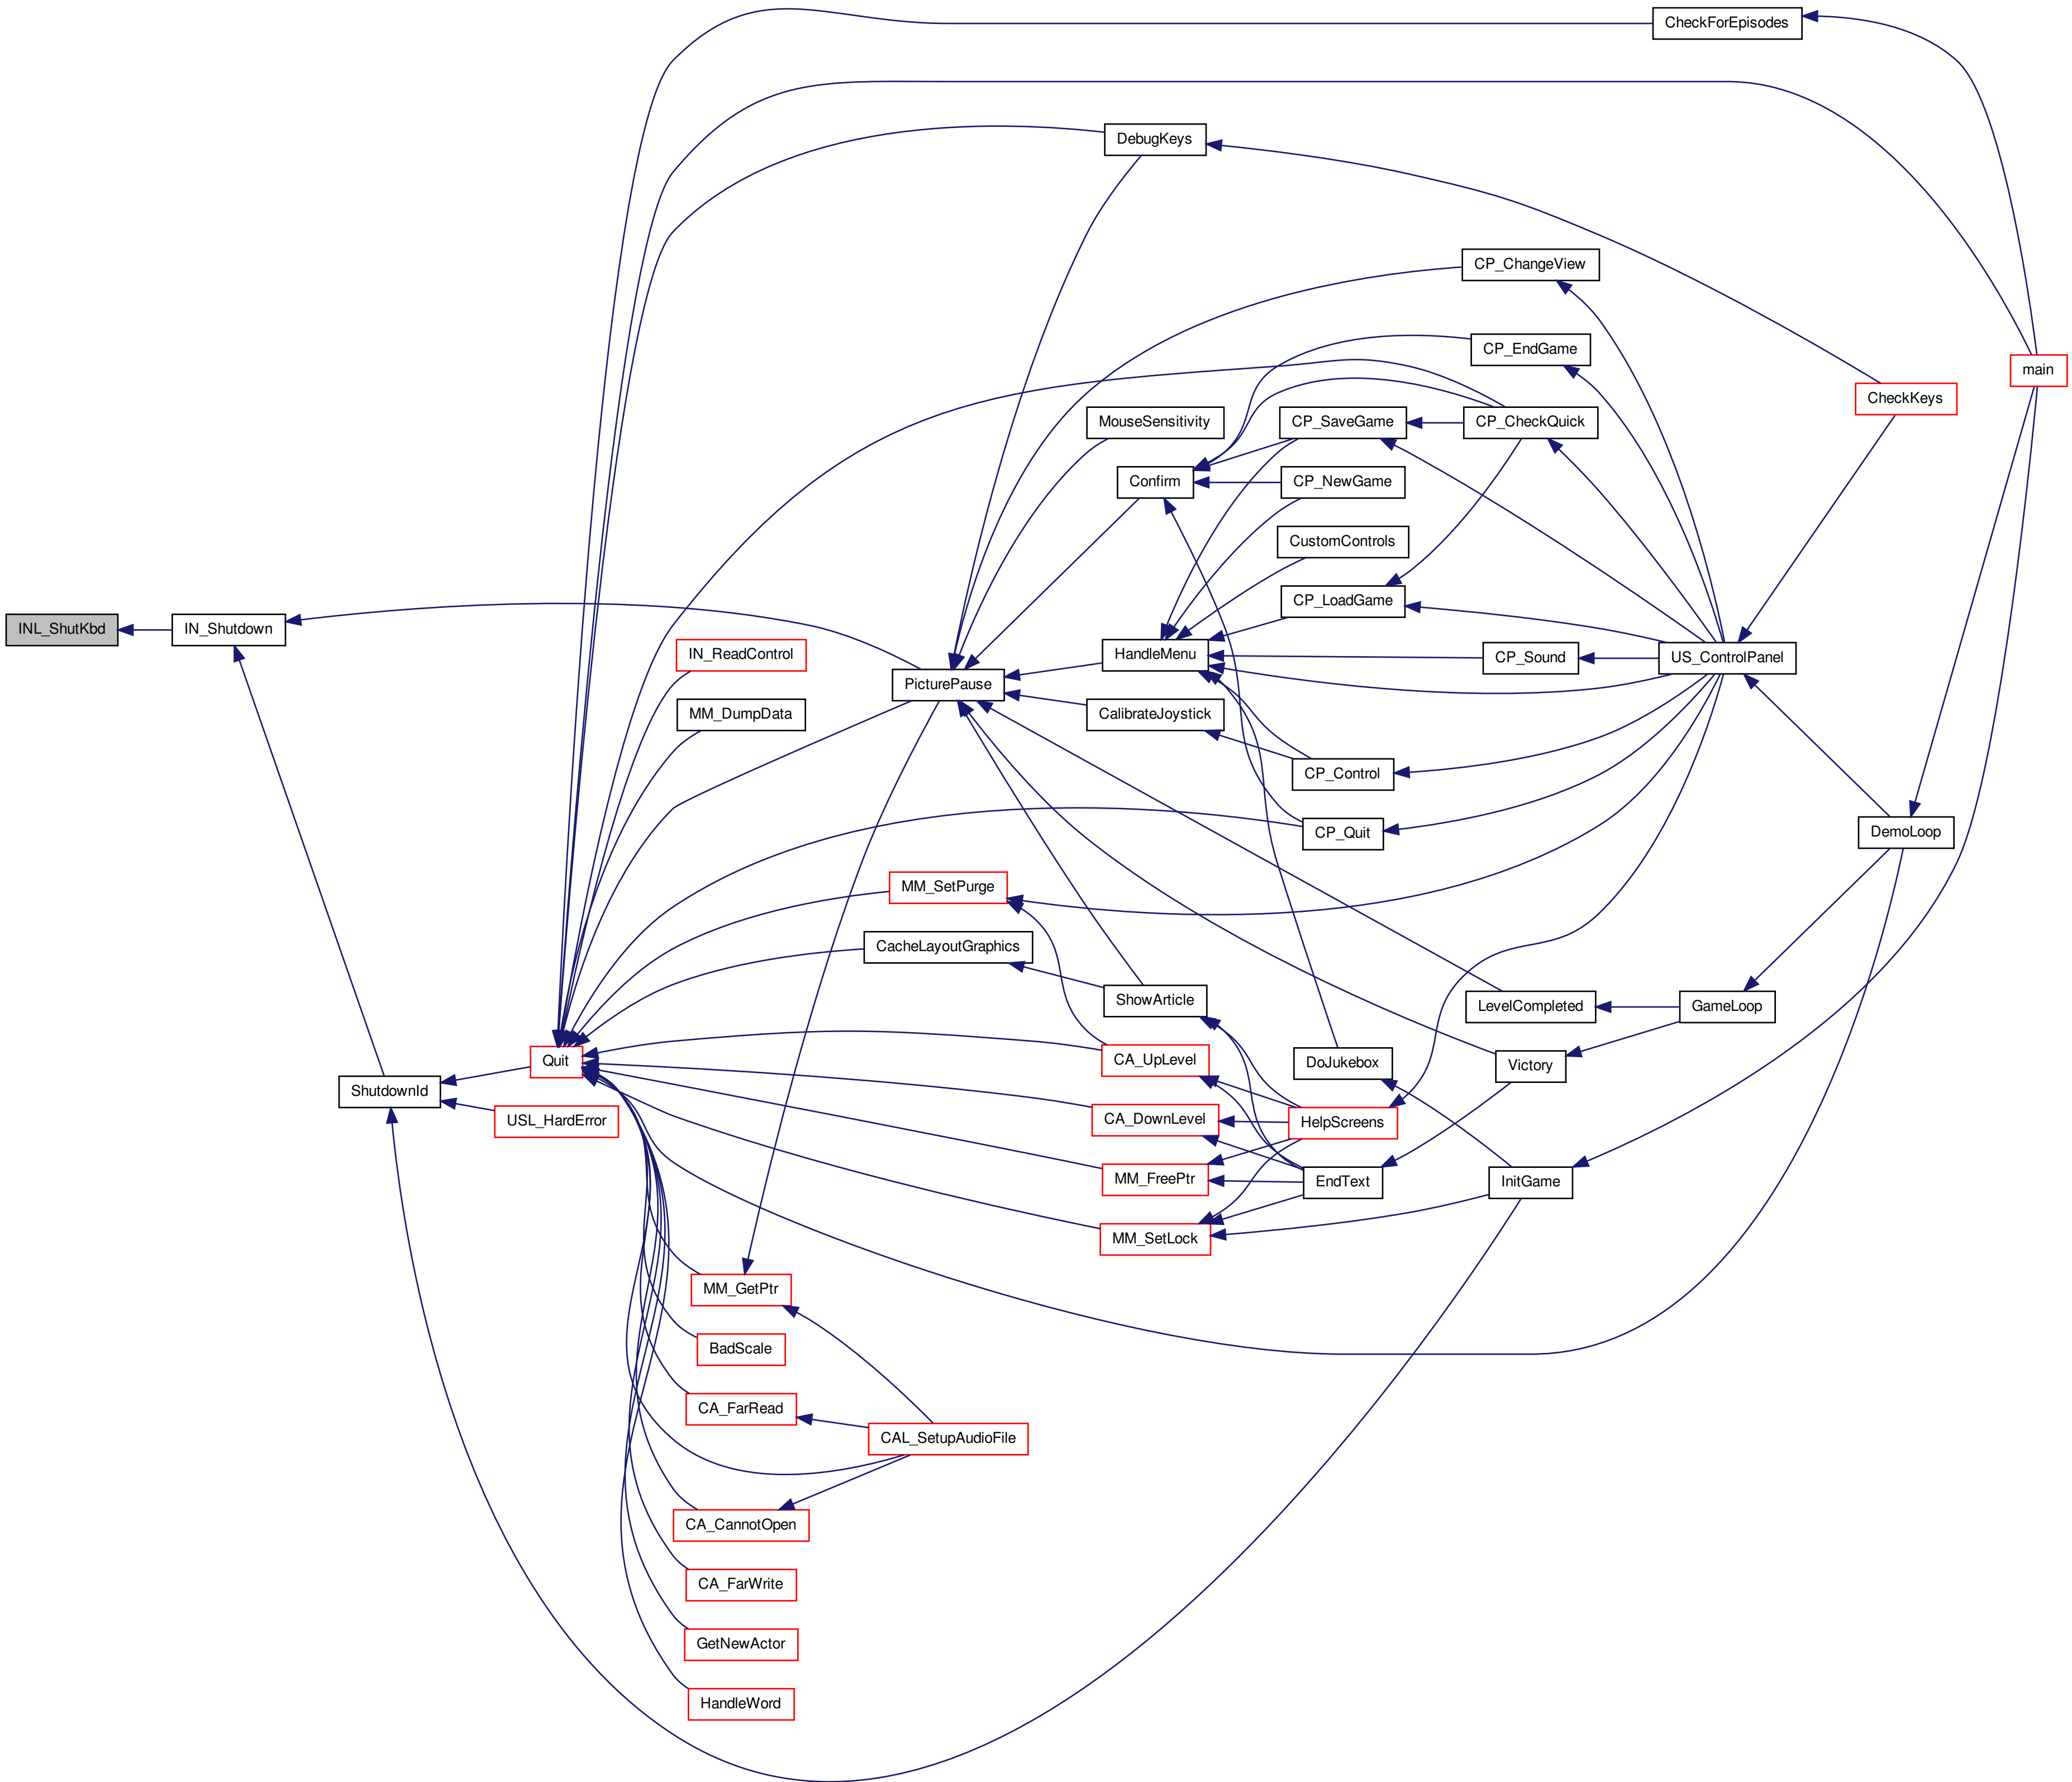 CheckForEpisodes
DebugKeys
CP_ChangeView
CP_EndGame
main
CheckKeys
MouseSensitivity
CP_SaveGame
CP_CheckQuick
Confirm
CP_NewGame
CustomControls
CP_LoadGame
INL_ShutKbd
IN_Shutdown
IN_ReadControl
HandleMenu
CP_Sound
US_ControlPanel
PicturePause
MM_DumpData
CalibrateJoystick
CP_Control
CP_Quit
DemoLoop
MM_SetPurge
CacheLayoutGraphics
ShowArticle
LevelCompleted
GameLoop
Quit
CA_UpLevel
DoJukebox
Victory
ShutdownId
USL_HardError
CA_DownLevel
HelpScreens
MM_FreePtr
EndText
InitGame
MM_SetLock
MM_GetPtr
BadScale
CA_FarRead
CAL_SetupAudioFile
CA_CannotOpen
CA_FarWrite
GetNewActor
HandleWord